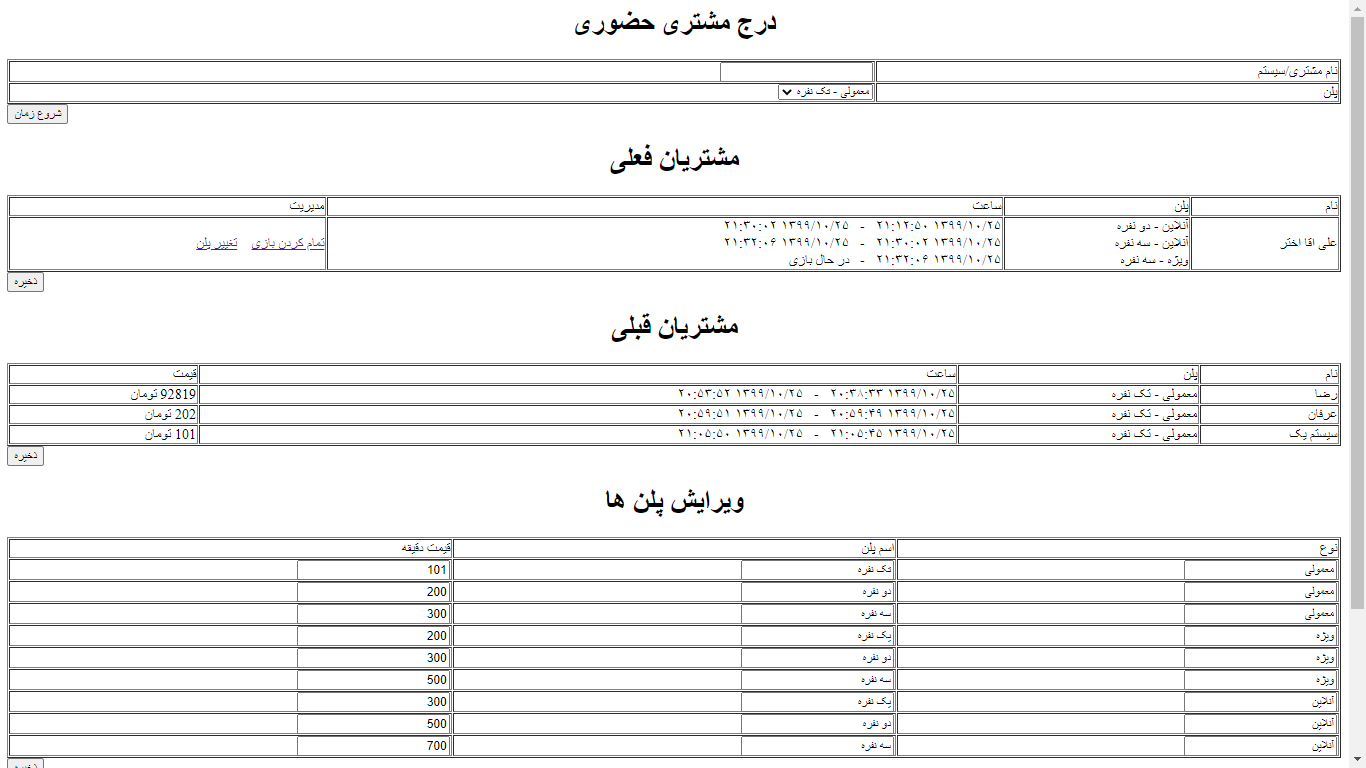 درج مشتری حضوری
نام مشتری/سیستم
پلن معمولی - تک نفره
شروع زمان
مشتریان فعلی
نام پلن ساعت مدیریت
علی اقا اختر
آنلاین - دو نفره ۱۳۹۹/۱۰/۲۵ ۲۱:۱۲:۵۰ - ۱۳۹۹/۱۰/۲۵ ۲۱:۳۰:۰۲
آنلاین - سه نفره ۱۳۹۹/۱۰/۲۵ ۲۱:۳۰:۰۲ - ۱۳۹۹/۱۰/۲۵ ۲۱:۳۲:۰۶
ویژه - سه نفره ۱۳۹۹/۱۰/۲۵ ۲۱:۳۲:۰۶ - در حال بازی
تمام کردن بازی تغییر پلن
ذخیره
مشتریان قبلی
نام پلن ساعت قیمت
رضا معمولی - تک نفره ۱۳۹۹/۱۰/۲۵ ۲۰:۳۸:۳۳ - ۱۳۹۹/۱۰/۲۵ ۲۰:۵۳:۵۲ 92819 تومان
عرفان معمولی - تک نفره ۱۳۹۹/۱۰/۲۵ ۲۰:۵۹:۴۹ - ۱۳۹۹/۱۰/۲۵ ۲۰:۵۹:۵۱ 202 تومان
سیستم یک معمولی - تک نفره ۱۳۹۹/۱۰/۲۵ ۲۱:۰۵:۴۵ - ۱۳۹۹/۱۰/۲۵ ۲۱:۰۵:۵۰ 101 تومان
ذخیره
ویرایش پلن ها
نوع اسم پلن قیمت دقیقه
معمولی تک نفره 101
معمولی دو نفره 200
معمولی سه نفره 300
ویژه یک نفره 200
ویژه دو نفره 300
ویژه سه نفره 500
آنلاین یک نفره 300
آنلاین دو نفره 500
آنلاین سه نفره 700